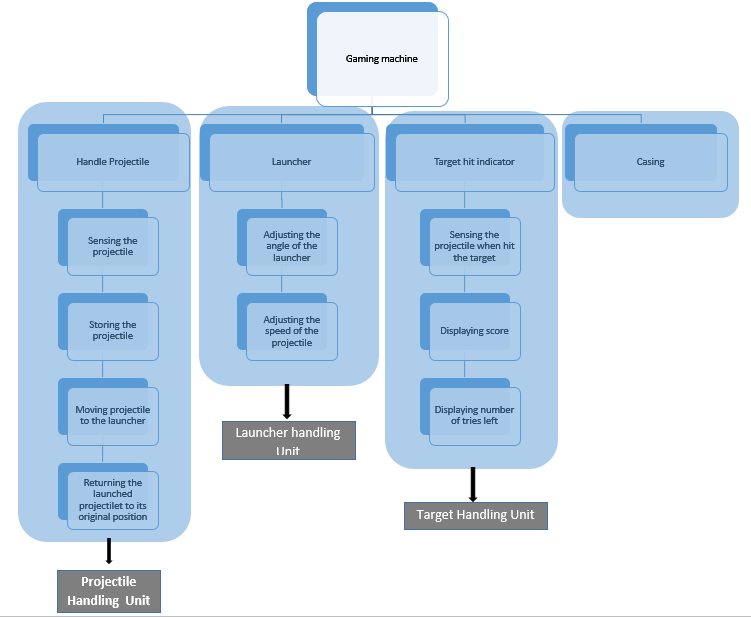 Gaming machine
Handle Projectile
Launcher
Target hit indicator
Casing
Sensing the
projectile
Storing the
projectile
Moving projectile
to the launcher
Returning the
launched
projectilet to its
original position
Projectile
Handling Unit
Adjusting the
angle of the
launcher
Adjusting the
speed of the
projectile
Launcher handling
Unit
Sensing the
projectile when hit
the target
Displaying score
Displaying number
of tries left
Target Handling Unit